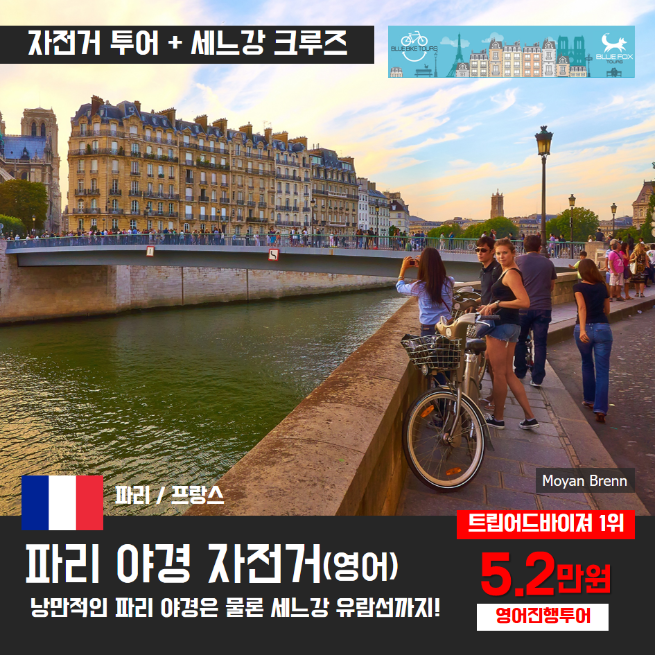 자전거 투어 + 세느강 크루즈
BLUE BIKE TOURS
BLUE FOX
TOURS
Moyan Brenn
파리 / 프랑스
트립어드바이져 1위
파리 야경 자전거(영어)
5.2만원
낭만적인 파리 야경은 물론 세느강 유람선까지!
영어진행투어